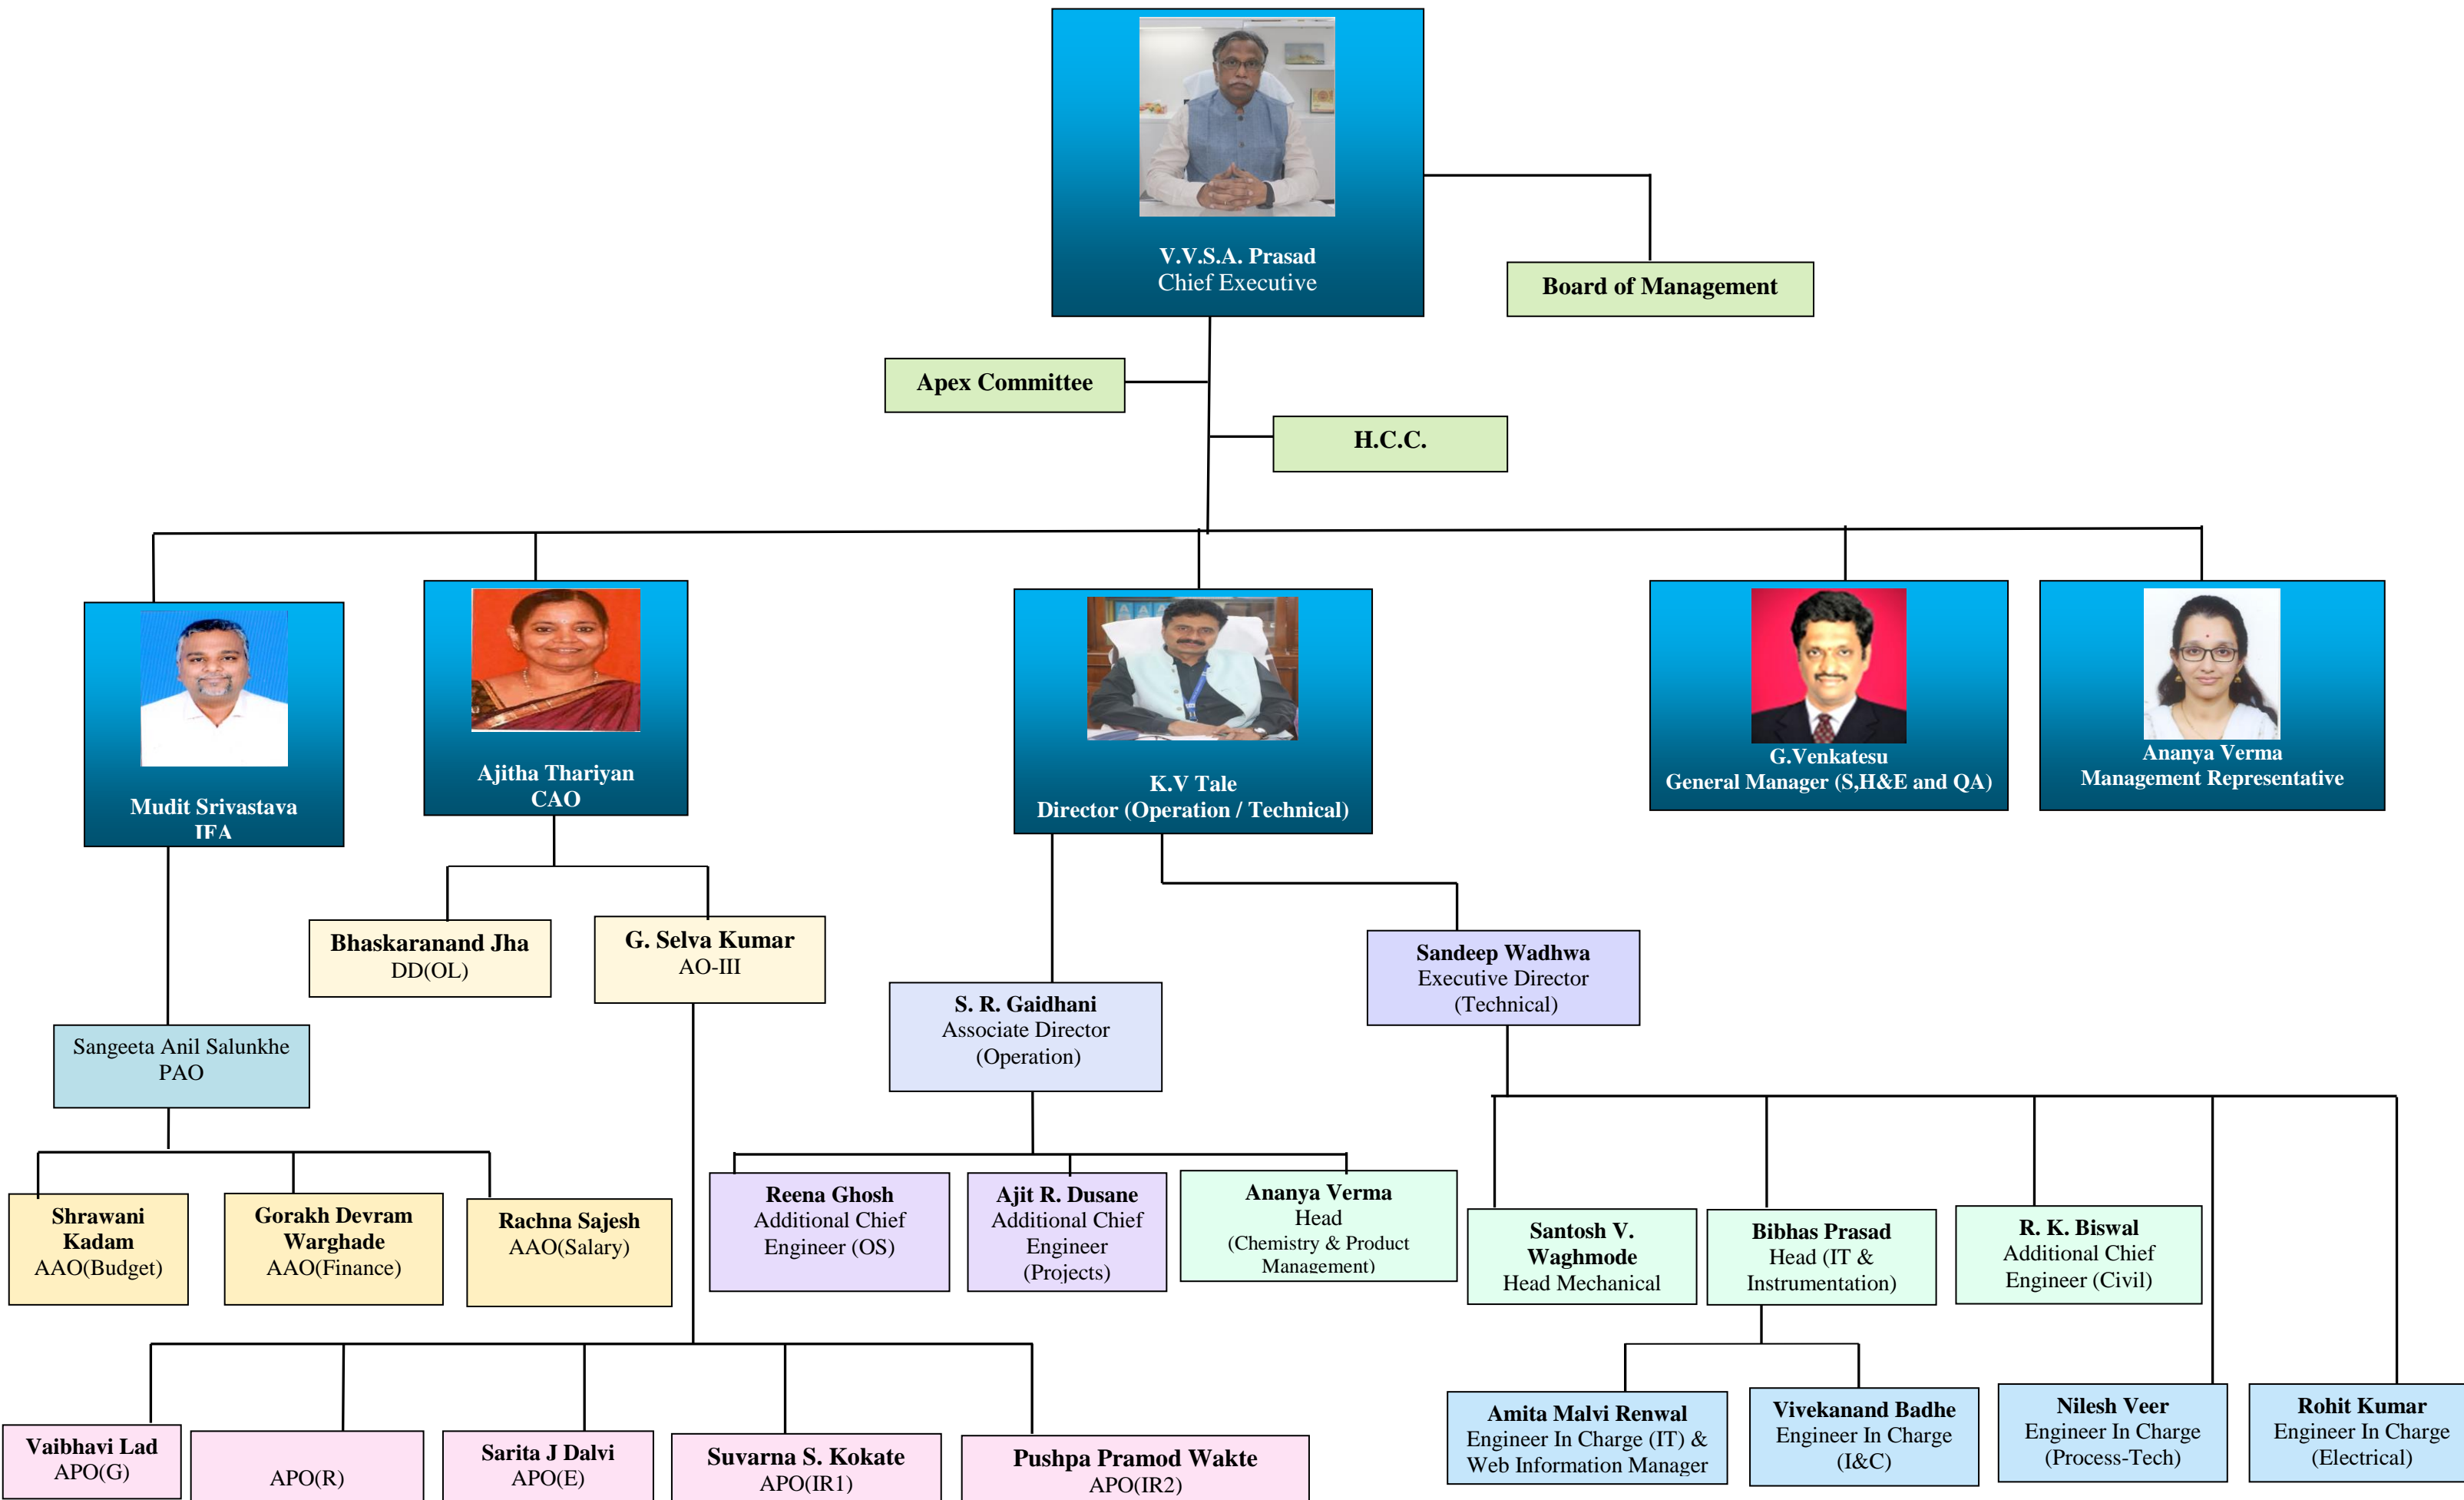 V.V.S.A. Prasad
Chief Executive
Board of Management
Apex Committee
H.C.C.
Mudit Srivastava
IFA
Ajitha Thariyan
CAO
K.V Tale
Director (Operation / Technical)
G.Venkatesu
General Manager (S,H&E and QA)
Ananya Verma
Management Representative
Bhaskaranand Jha
DD(OL)
G. Selva Kumar
AO-III
Sandeep Wadhwa
Executive Director
(Technical)
S. R. Gaidhani
Associate Director
(Operation)
Sangeeta Anil Salunkhe
PAO
Shrawani
Kadam
AAO(Budget)
Gorakh Devram
Warghade
AAO(Finance)
Rachna Sajesh
AAO(Salary)
Reena Ghosh
Additional Chief
Engineer (OS)
Ajit R. Dusane
Additional Chief
Engineer
(Projects)
Ananya Verma
Head
(Chemistry & Product
Management)
Santosh V.
Waghmode
Head Mechanical
Bibhas Prasad
Head (IT &
Instrumentation)
R. K. Biswal
Additional Chief
Engineer (Civil)
Vaibhavi Lad
APO(G)
APO(R)
Sarita J Dalvi
APO(E)
Suvarna S. Kokate
APO(IR1)
Pushpa Pramod Wakte
APO(IR2)
Amita Malvi Renwal
Engineer In Charge (IT) &
Web Information Manager
Vivekanand Badhe
Engineer In Charge
(I&C)
Nilesh Veer
Engineer In Charge
(Process-Tech)
Rohit Kumar
Engineer In Charge
(Electrical)